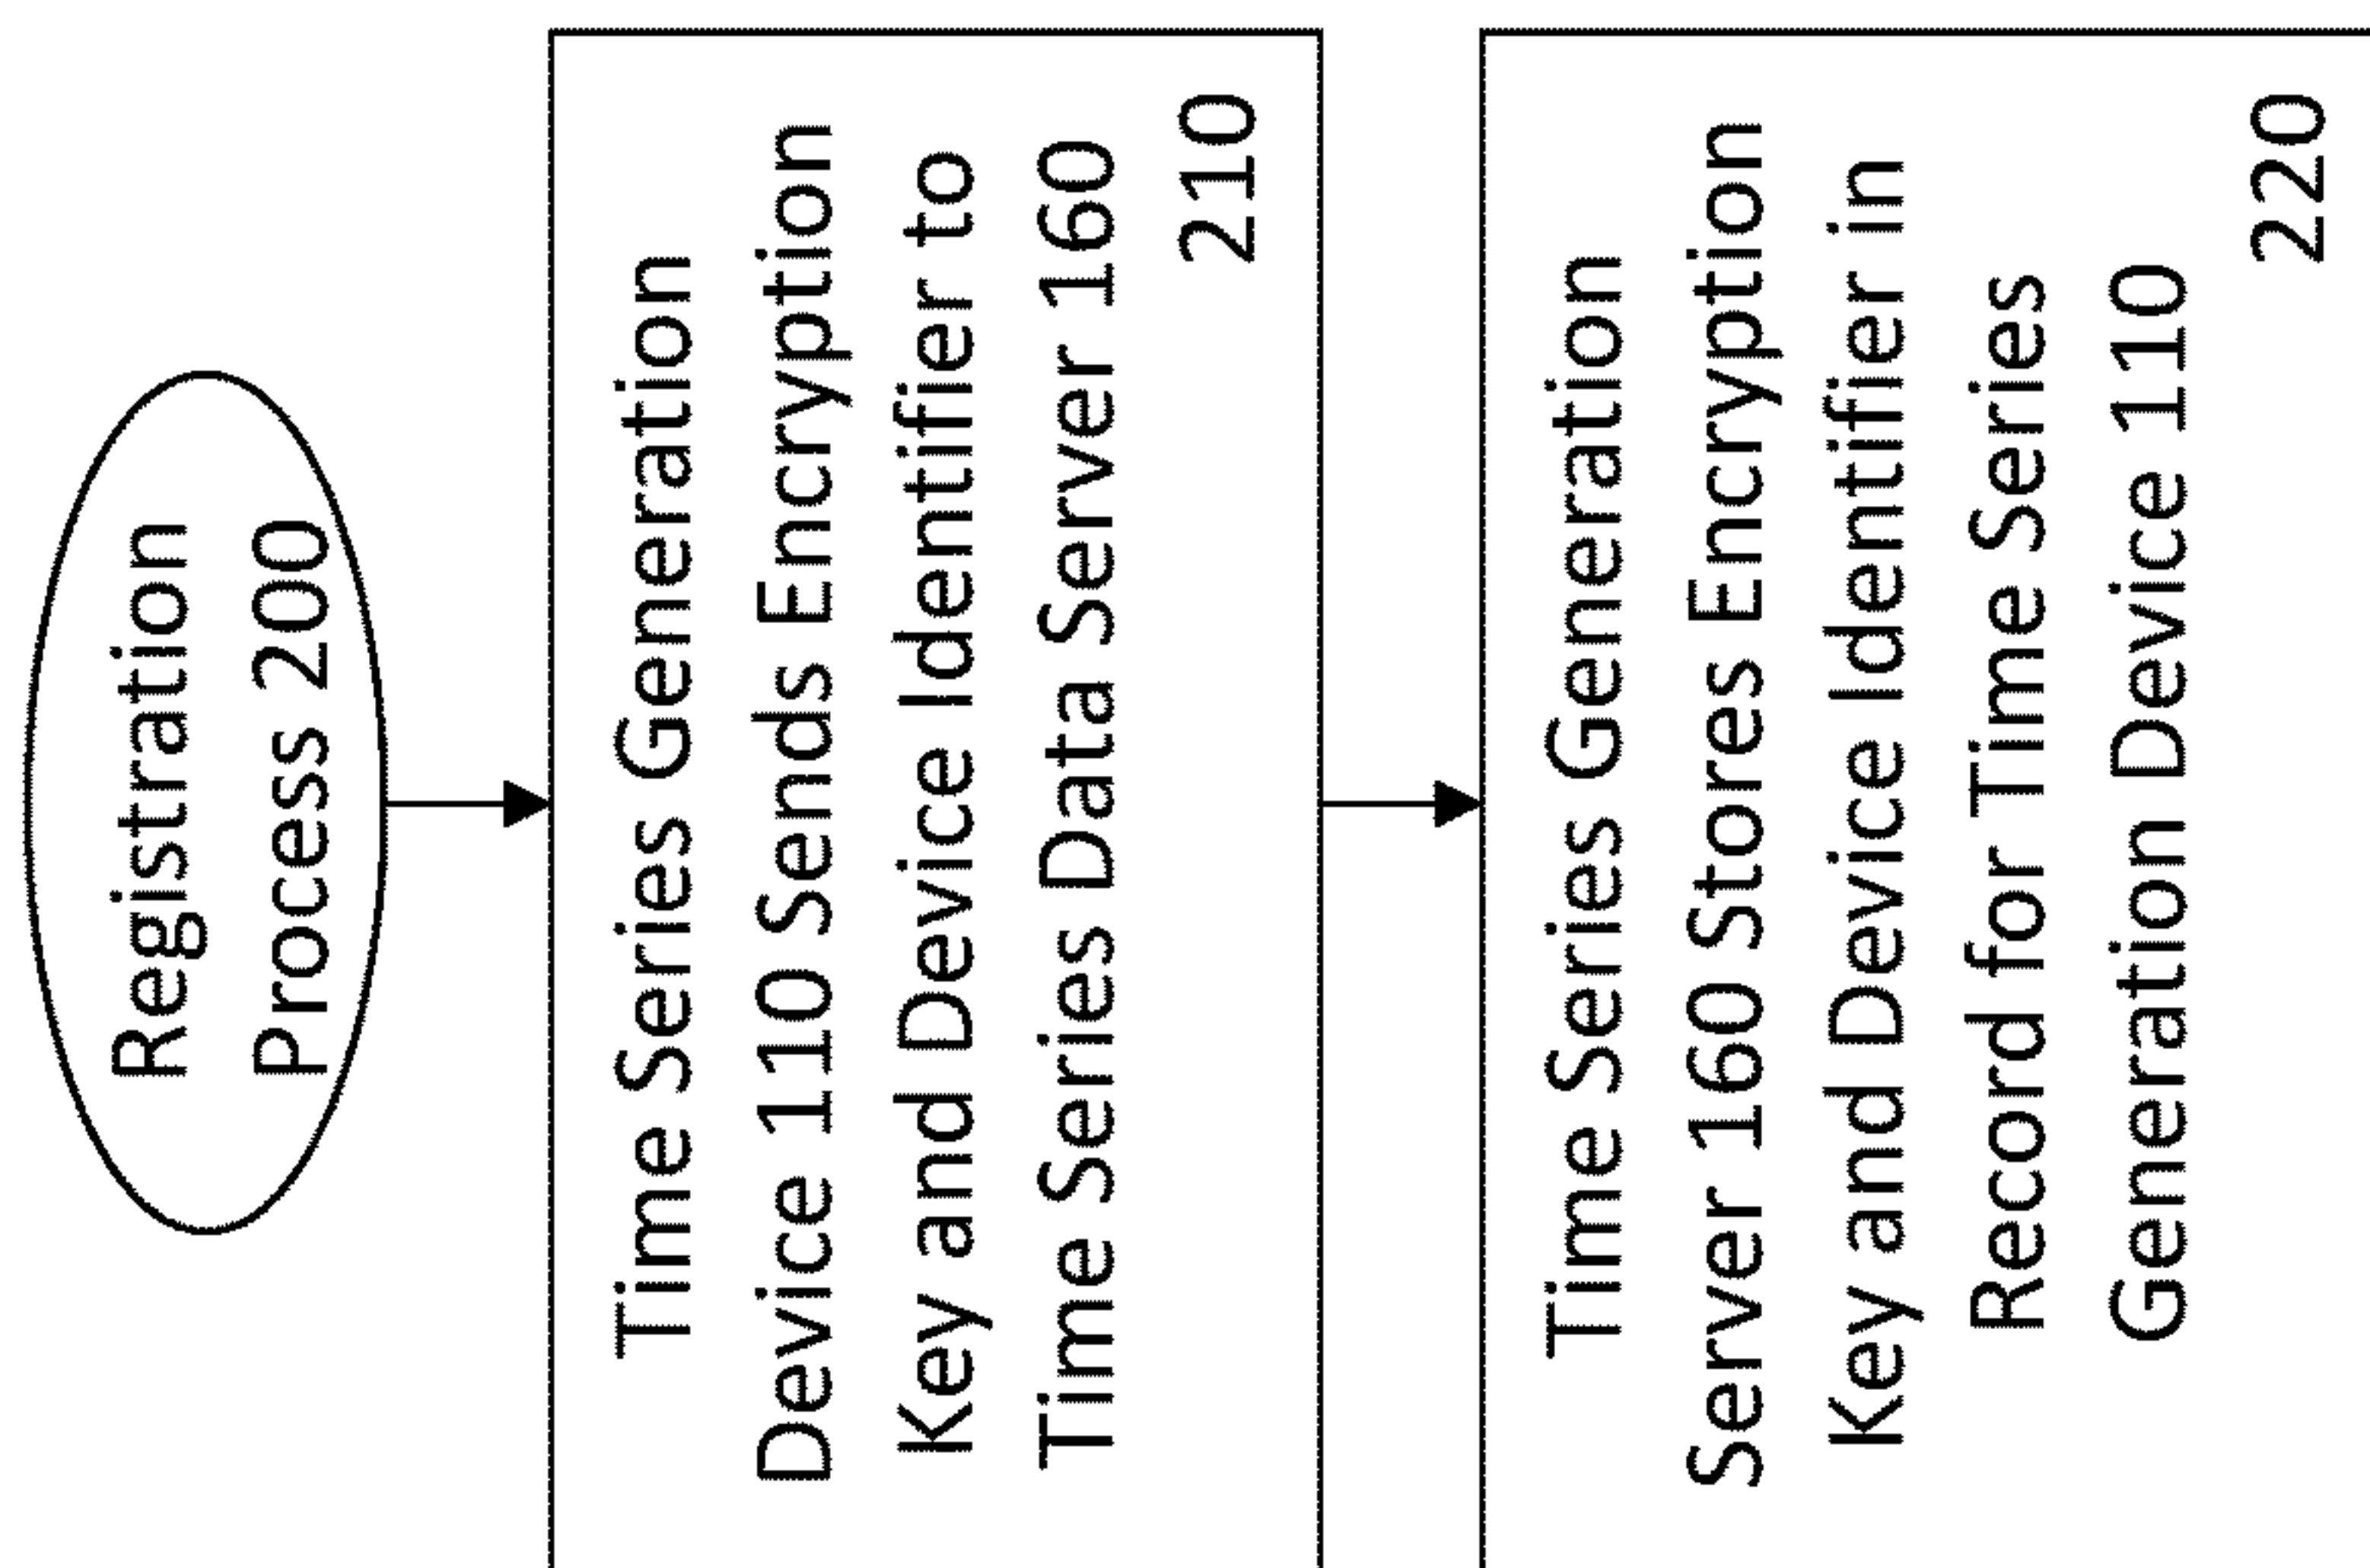 Registration
Process 200
Time Series Generation
Device 110 Sends Encryption
Key and Device Identifier to
Time Series Data Server 160
210
Time Series Generation
Server 160 Stores Encryption
Key and Device Identifier in
Record for Time Series
Generation Device 110
220